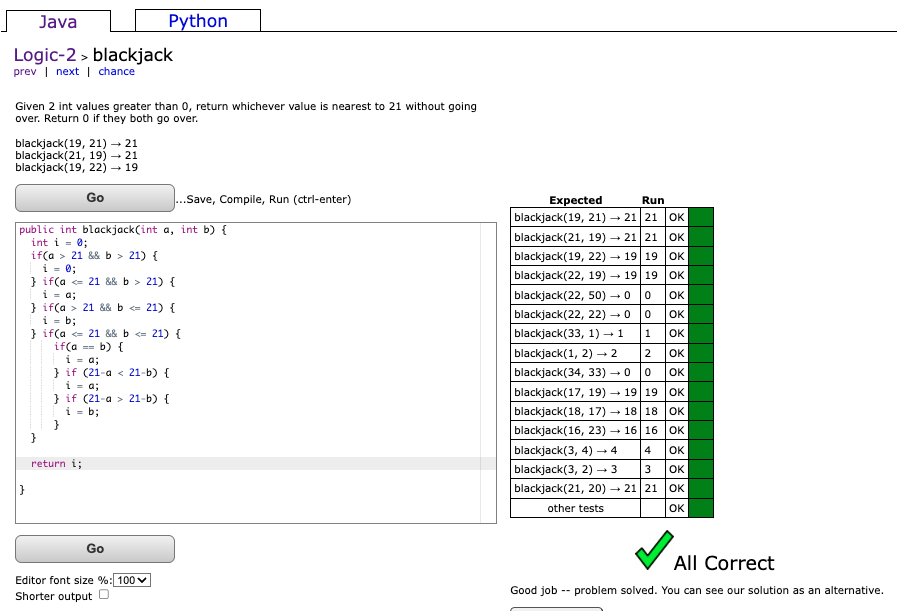 Java
Python
Logic-2 > blackjack
prev | next | chance
Given 2 int values greater than 0, return whichever value is nearest to 21 without going
over. Return 0 if they both go over.
blackjack(19, 21) → 21
blackjack(21, 19) → 21
blackjack(19, 22) → 19
Go
...Save, Compile, Run (ctrl-enter)
public int blackjack(int a, int b) {
  int i = 0;
  if(a > 21 && b > 21) {
    i = 0;
  } if(a <= 21 && b > 21) {
    i = a;
  } if(a > 21 && b <= 21) {
    i = b;
  } if(a <= 21 && b <= 21) {
      if(a == b) {
        i = a;
      } if (21-a < 21-b) {
        i = a;
      } if (21-a > 21-b) {
        i = b;
      }
  }
  return i;
}
Go
Editor font size %: 100
Shorter output
Expected Run
blackjack(19, 21) → 21 21 OK
blackjack(21, 19) → 21 21 OK
blackjack(19, 22) → 19 19 OK
blackjack(22, 19) → 19 19 OK
blackjack(22, 50) → 0 0 OK
blackjack(22, 22) → 0 0 OK
blackjack(33, 1) → 1 1 OK
blackjack(1, 2) → 2 2 OK
blackjack(34, 33) → 0 0 OK
blackjack(17, 19) → 19 19 OK
blackjack(18, 17) → 18 18 OK
blackjack(16, 23) → 16 16 OK
blackjack(3, 4) → 4 4 OK
blackjack(3, 2) → 3 3 OK
blackjack(21, 20) → 21 21 OK
other tests OK
All Correct
Good job -- problem solved. You can see our solution as an alternative.